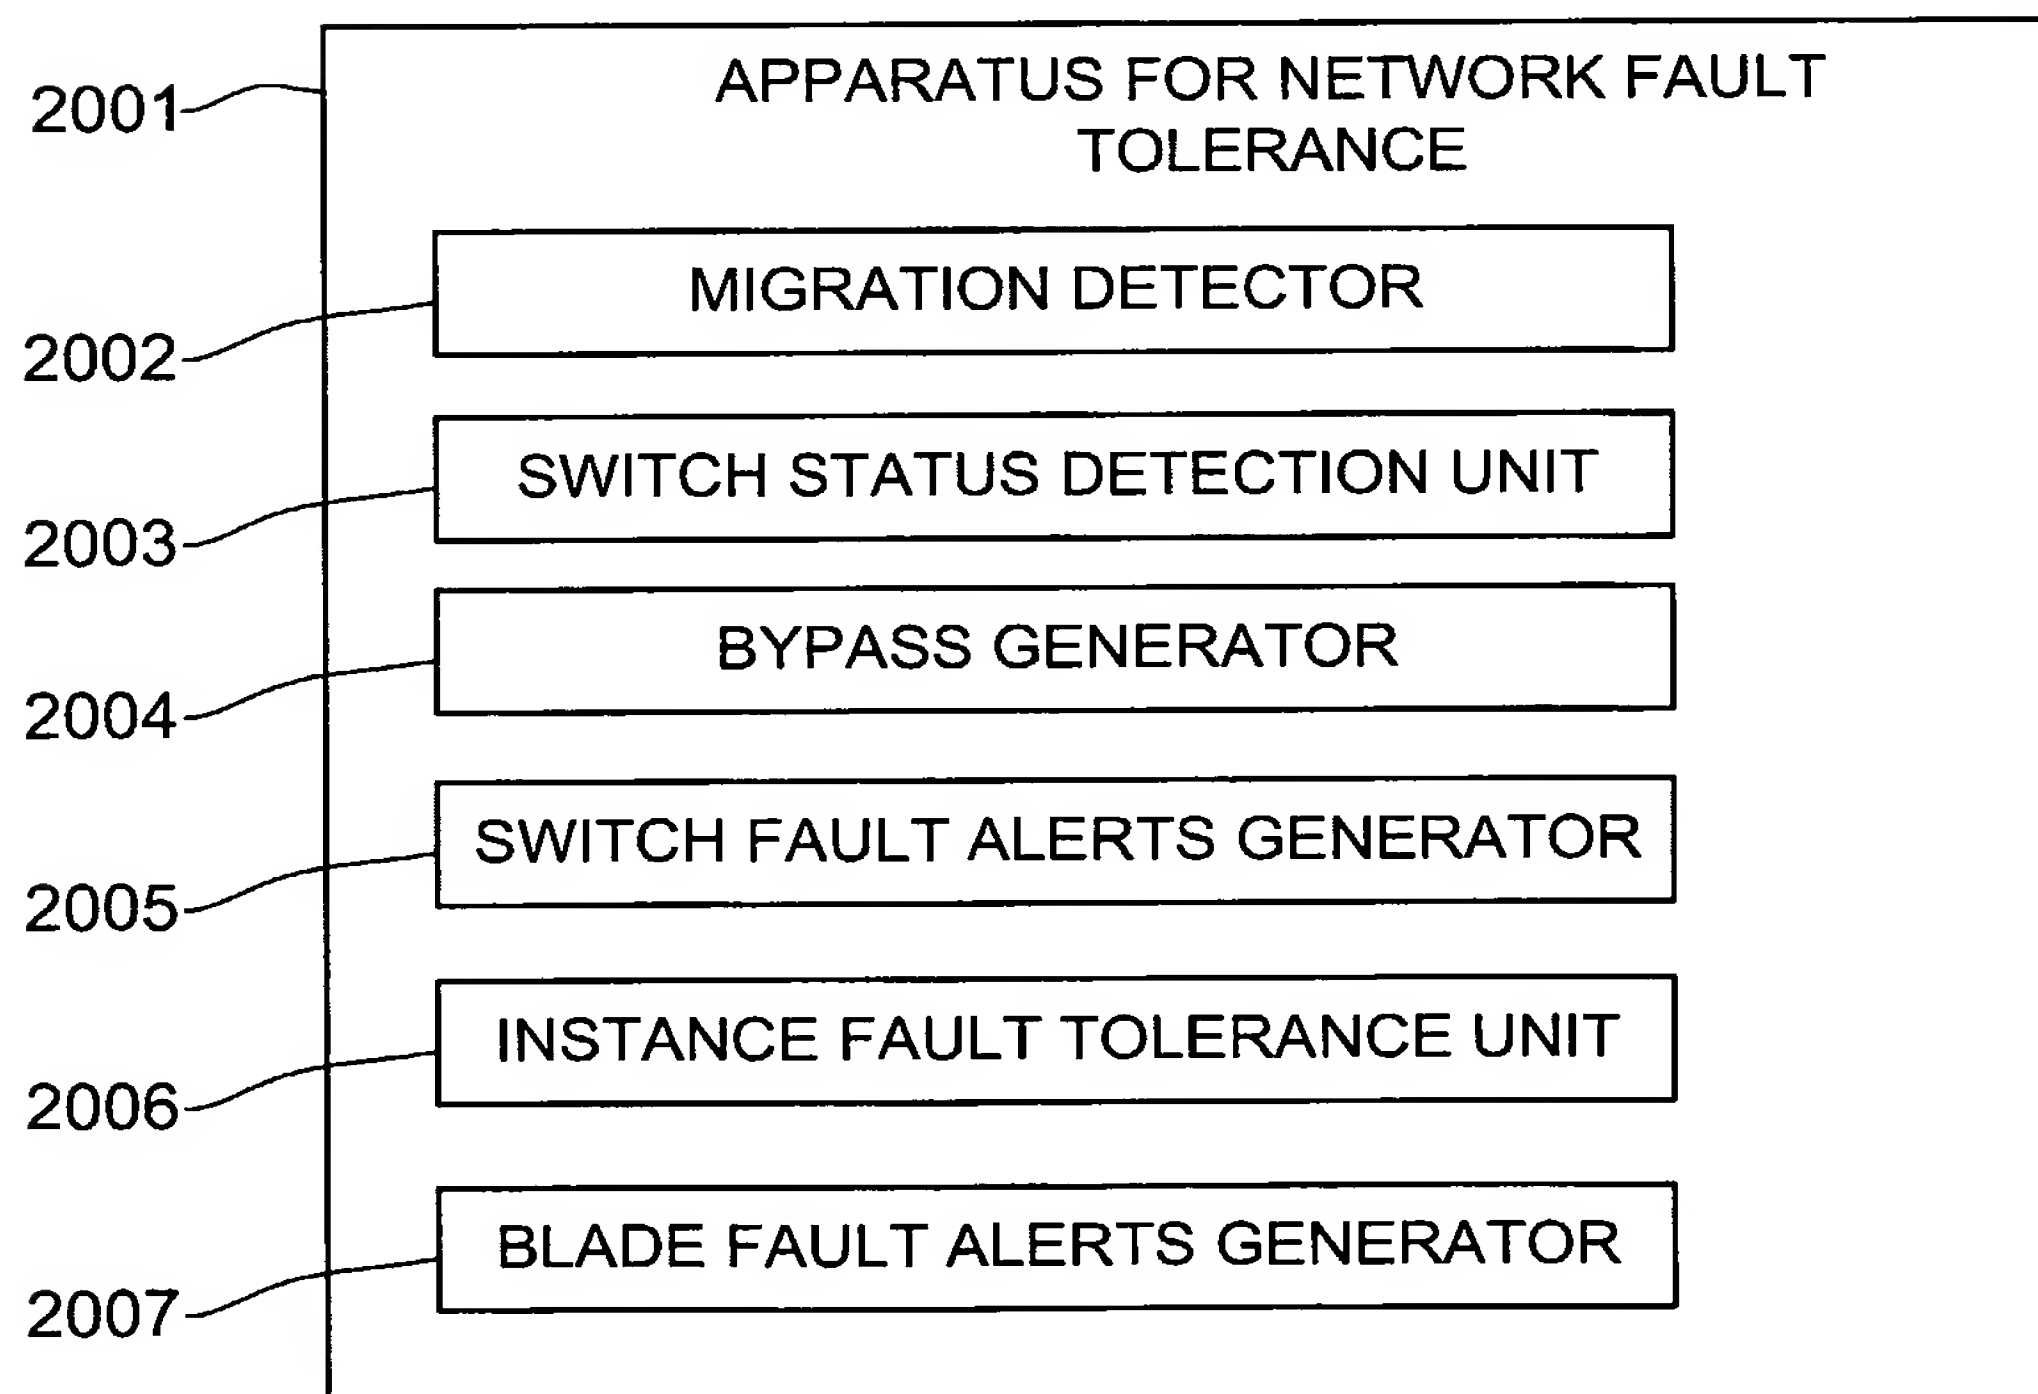 APPARATUS FOR NETWORK FAULT
TOLERANCE
2001
MIGRATION DETECTOR
2002
SWITCH STATUS DETECTION UNIT
2003
BYPASS GENERATOR
2004
SWITCH FAULT ALERTS GENERATOR
2005
INSTANCE FAULT TOLERANCE UNIT
2006
BLADE FAULT ALERTS GENERATOR
2007